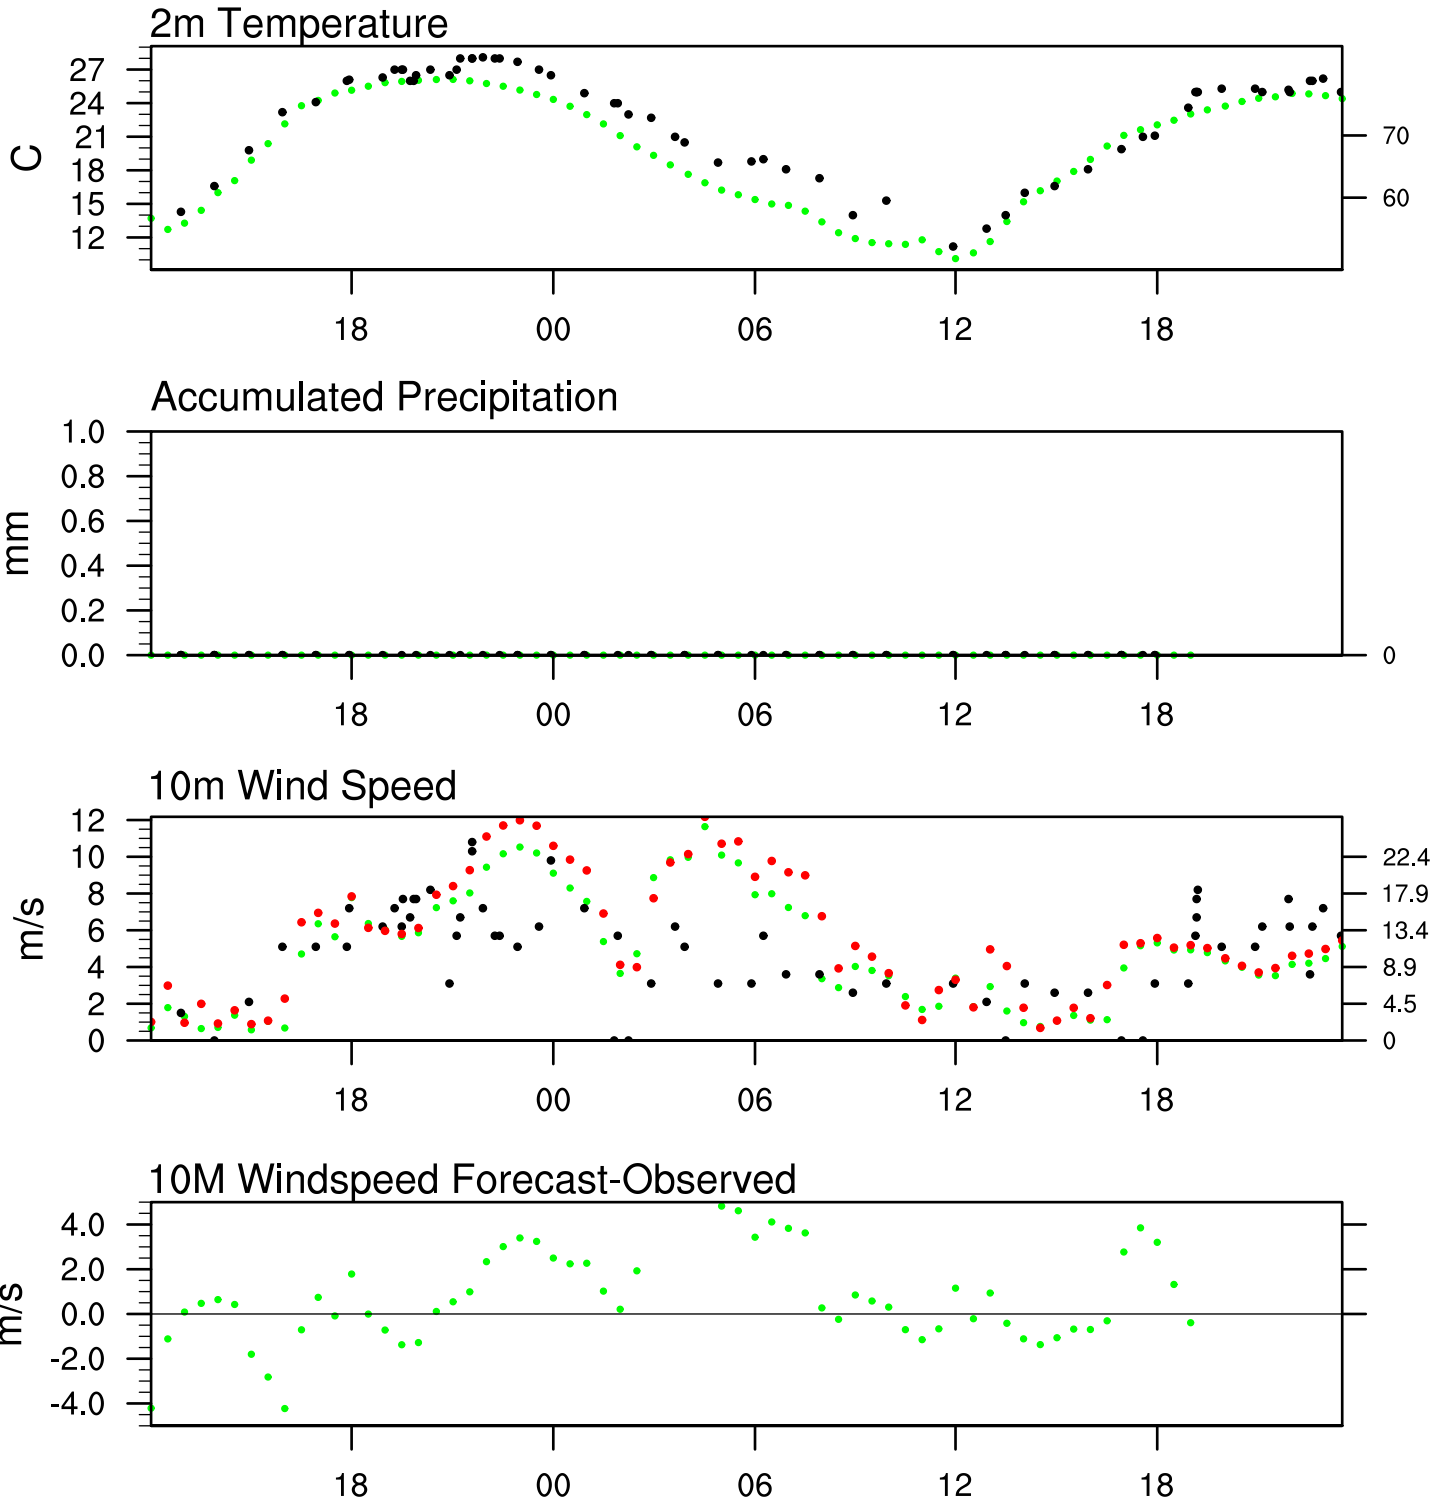 2m Temperature
27
24
21
18
15
12
C
70
60
18 00 06 12 18
Accumulated Precipitation
1.0
0.8
0.6
0.4
0.2
0.0
mm
0
18 00 06 12 18
10m Wind Speed
12
10
8
6
4
2
0
m/s
22.4
17.9
13.4
8.9
4.5
0
18 00 06 12 18
10M Windspeed Forecast-Observed
4.0
2.0
0.0
-2.0
-4.0
m/s
18 00 06 12 18